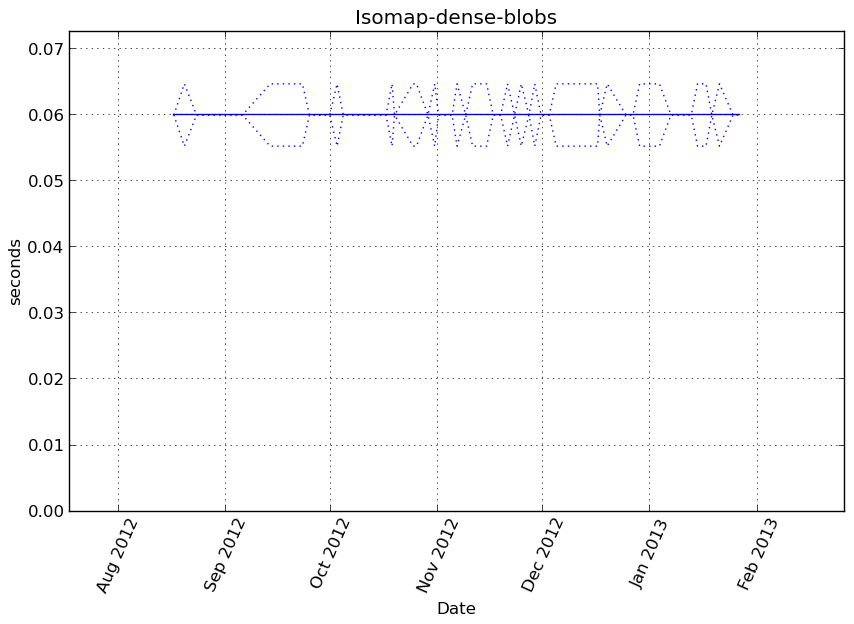 Isomap-dense-blobs
0.07
0.06
0.05
0.04
0.03
0.02
0.01
0.00
seconds
Aug 2012
Sep 2012
Oct 2012
Nov 2012
Dec 2012
Jan 2013
Feb 2013
Date